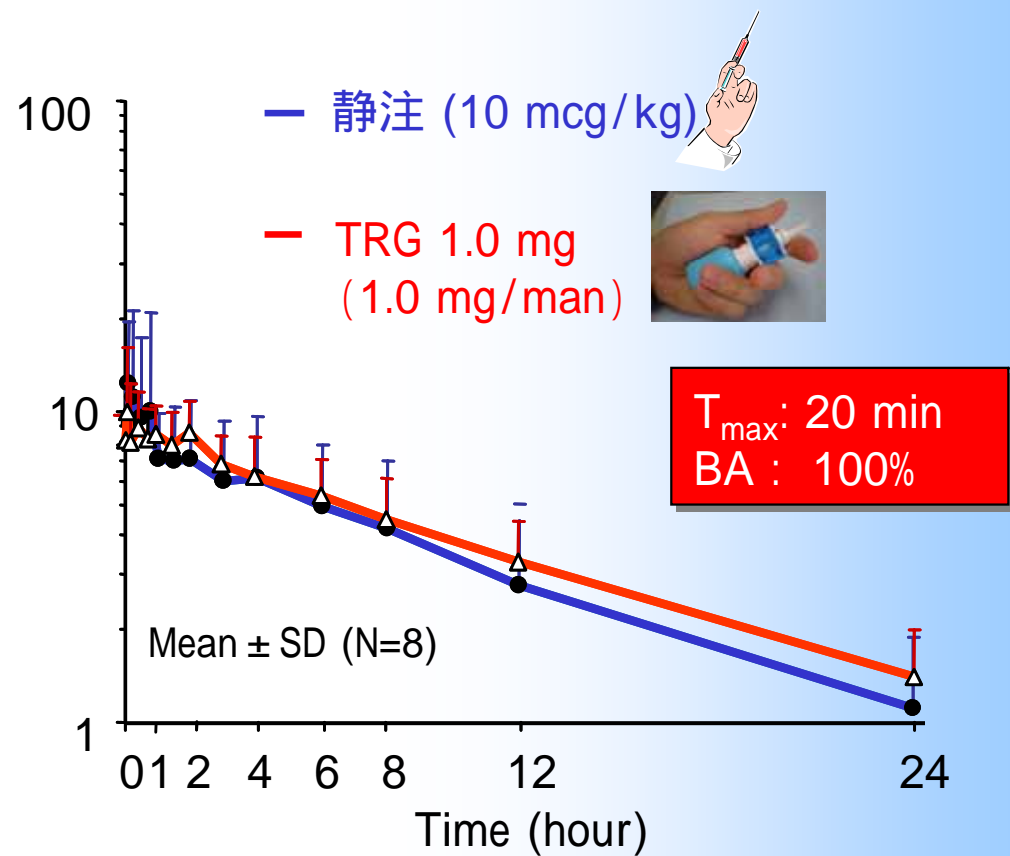 100
10
1
静注 (10 mcg/kg)
TRG 1.0 mg
(1.0 mg/man)
Tmax: 20 min
BA : 100%
Mean ± SD (N=8)
0 1 2 4 6 8 12 24
Time (hour)